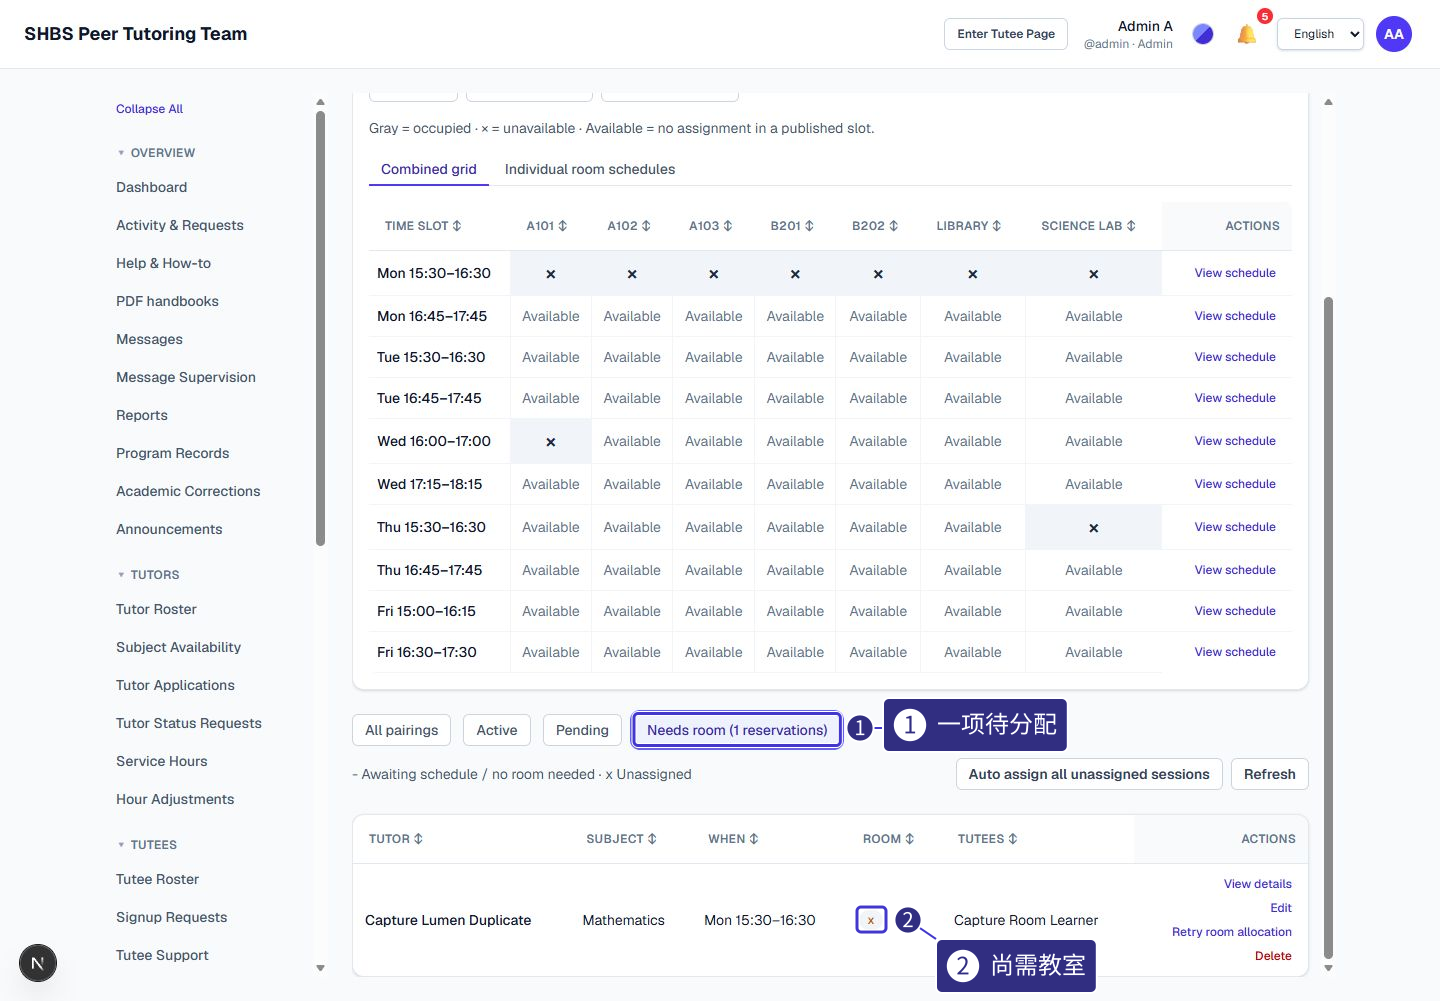 SHBS Peer Tutoring Team
Enter Tutee Page
Admin A
@admin · Admin
5
English
AA
Collapse All
OVERVIEW
Dashboard
Activity & Requests
Help & How-to
PDF handbooks
Messages
Message Supervision
Reports
Program Records
Academic Corrections
Announcements
TUTORS
Tutor Roster
Subject Availability
Tutor Applications
Tutor Status Requests
Service Hours
Hour Adjustments
TUTEES
Tutee Roster
Signup Requests
Tutee Support
N
Gray = occupied · × = unavailable · Available = no assignment in a published slot.
Combined grid Individual room schedules
TIME SLOT A101 A102 A103 B201 B202 LIBRARY SCIENCE LAB ACTIONS
Mon 15:30–16:30 × × × × × × × View schedule
Mon 16:45–17:45 Available Available Available Available Available Available Available View schedule
Tue 15:30–16:30 Available Available Available Available Available Available Available View schedule
Tue 16:45–17:45 Available Available Available Available Available Available Available View schedule
Wed 16:00–17:00 × Available Available Available Available Available Available View schedule
Wed 17:15–18:15 Available Available Available Available Available Available Available View schedule
Thu 15:30–16:30 Available Available Available Available Available Available × View schedule
Thu 16:45–17:45 Available Available Available Available Available Available Available View schedule
Fri 15:00–16:15 Available Available Available Available Available Available Available View schedule
Fri 16:30–17:30 Available Available Available Available Available Available Available View schedule
All pairings Active Pending Needs room (1 reservations) 1 1 一项待分配
- Awaiting schedule / no room needed · x Unassigned
Auto assign all unassigned sessions Refresh
TUTOR SUBJECT WHEN ROOM TUTEES ACTIONS
Capture Lumen Duplicate Mathematics Mon 15:30–16:30 x 2 Capture Room Learner
View details
Edit
Retry room allocation
Delete
2 尚需教室